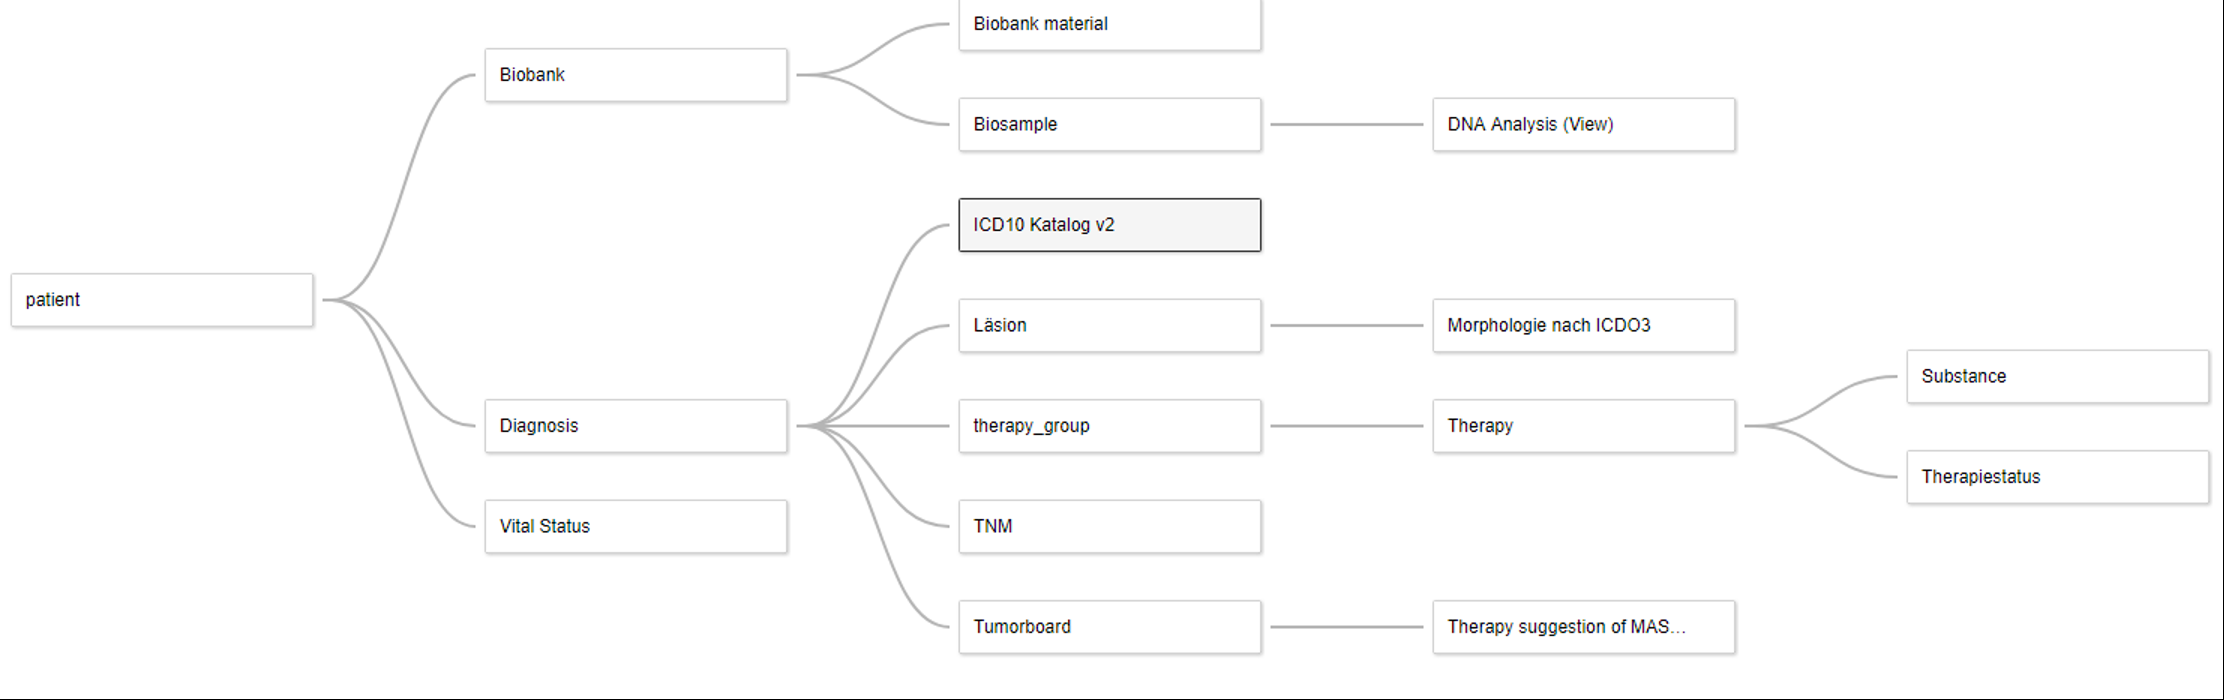 Biobank material
Biobank
Biosample
DNA Analysis (View)
ICD10 Katalog v2
patient
Läsion
Morphologie nach ICDO3
Substance
Diagnosis
therapy_group
Therapy
Therapiestatus
Vital Status
TNM
Tumorboard
Therapy suggestion of MAS...